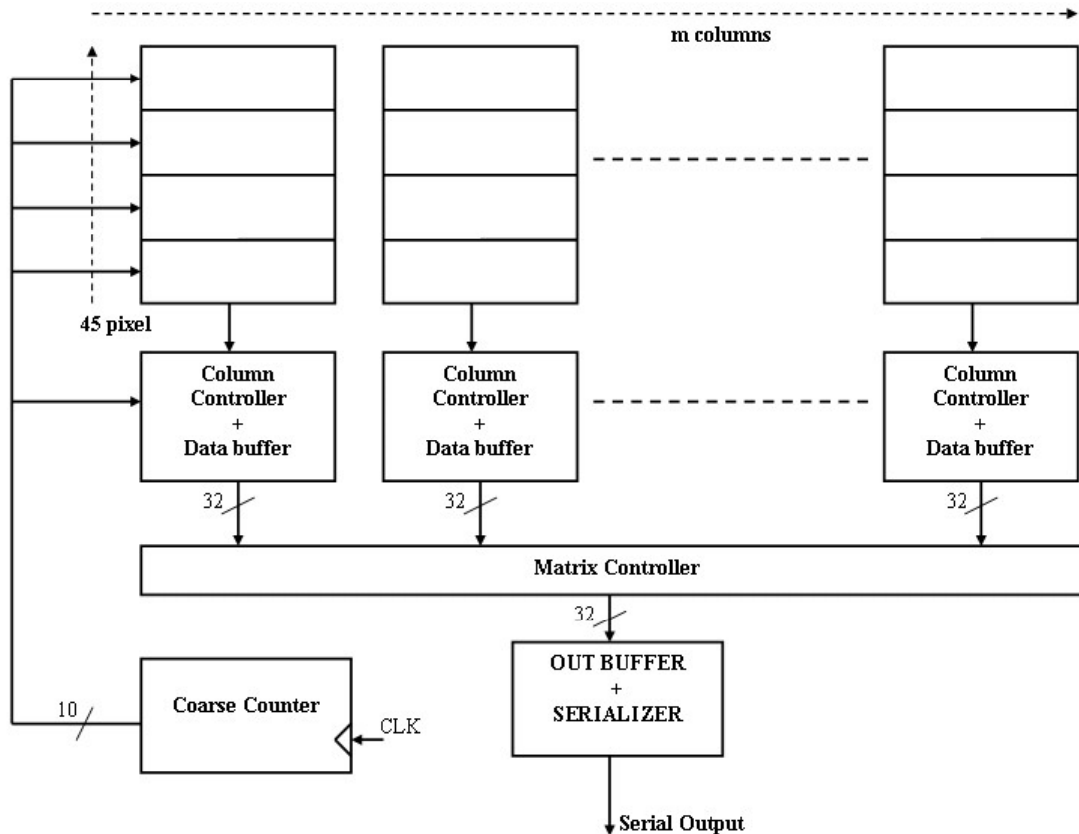 m columns
45 pixel
Column
Controller
+
Data buffer
Column
Controller
+
Data buffer
Column
Controller
+
Data buffer
32
32
32
Matrix Controller
32
OUT BUFFER
+
SERIALIZER
Coarse Counter
10
CLK
Serial Output